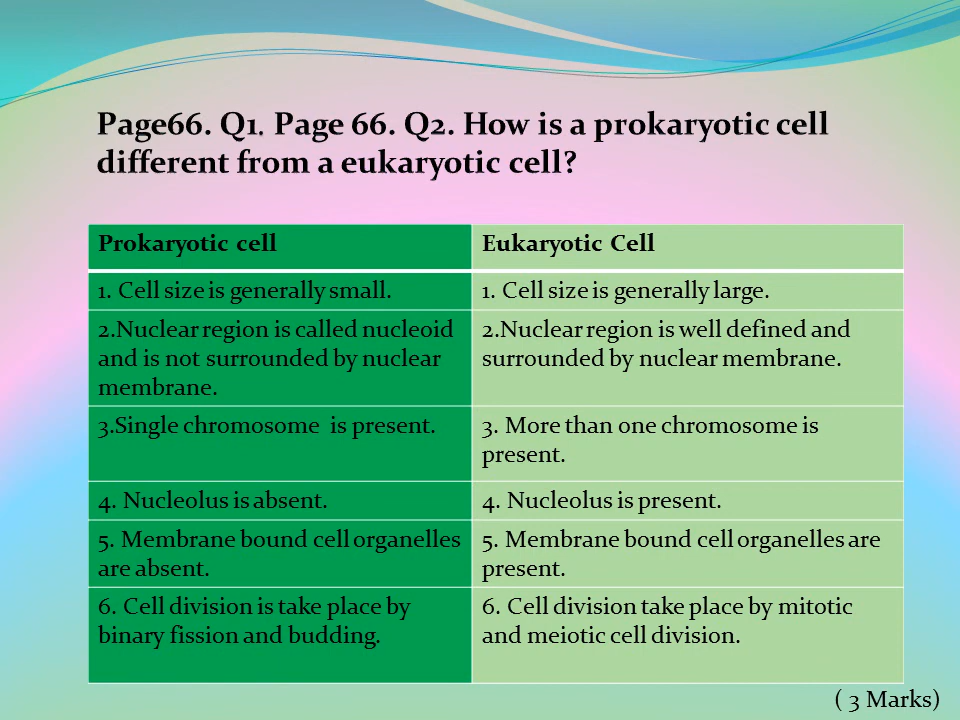 Page66. Q1. Page 66. Q2. How is a prokaryotic cell
different from a eukaryotic cell?
Prokaryotic cell
Eukaryotic Cell
1. Cell size is generally small.
1. Cell size is generally large.
2.Nuclear region is called nucleoid
and is not surrounded by nuclear
membrane.
2.Nuclear region is well defined and
surrounded by nuclear membrane.
3.Single chromosome is present.
3. More than one chromosome is
present.
4. Nucleolus is absent.
4. Nucleolus is present.
5. Membrane bound cell organelles
are absent.
5. Membrane bound cell organelles are
present.
6. Cell division is take place by
binary fission and budding.
6. Cell division take place by mitotic
and meiotic cell division.
( 3 Marks)